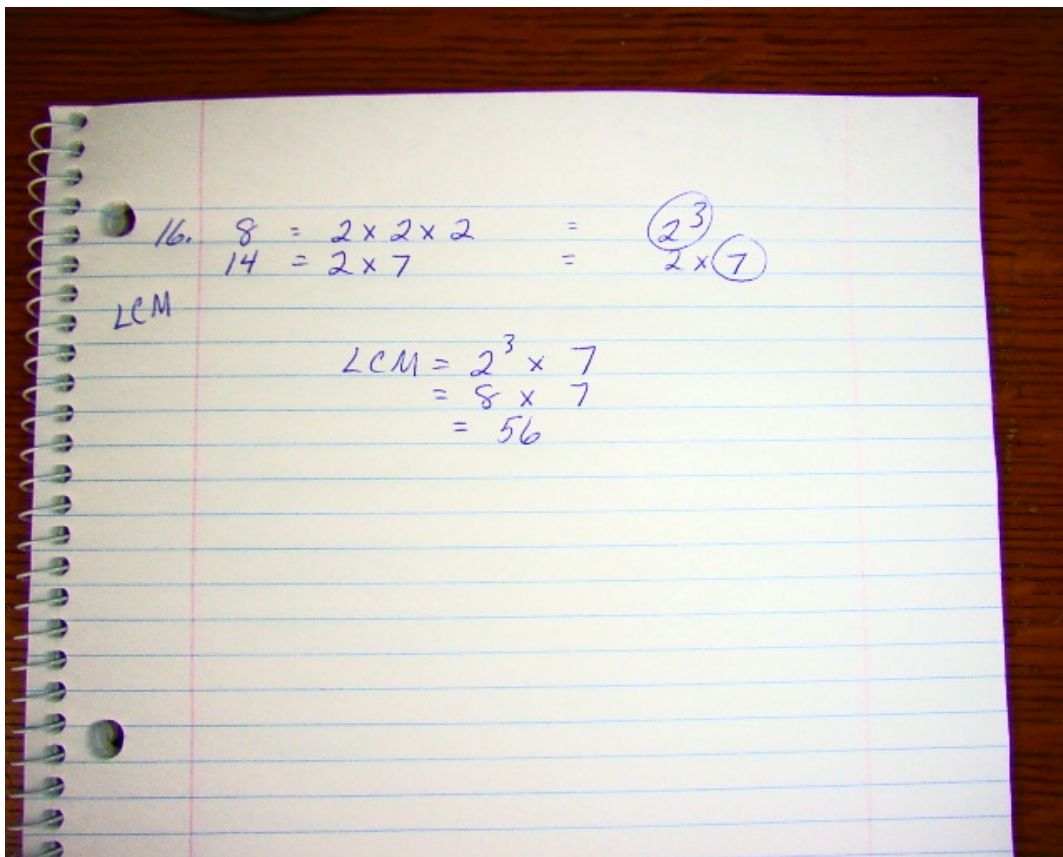 16. 8 = 2 x 2 x 2 = 2³
14 = 2 x 7 = 2 x 7
LCM
LCM = 2³ x 7
= 8 x 7
= 56